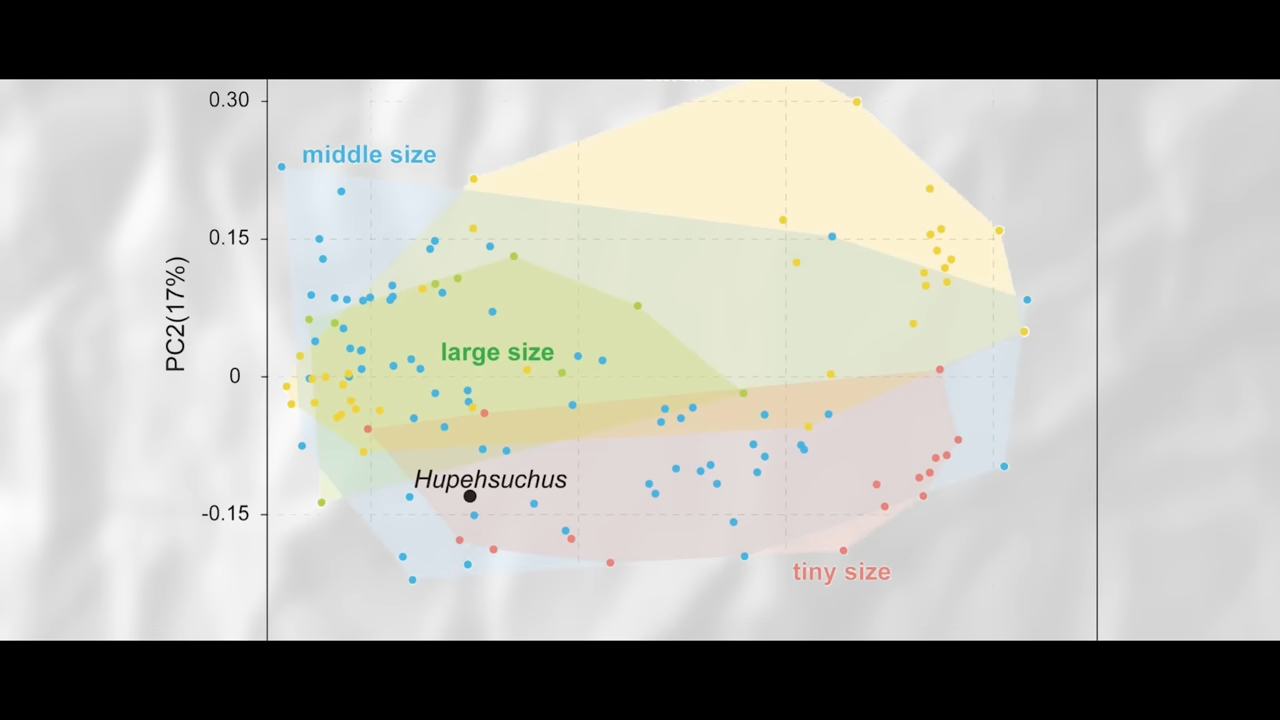 0.30
middle size
0.15
PC2(17%)
large size
0
Hupehsuchus
-0.15
tiny size